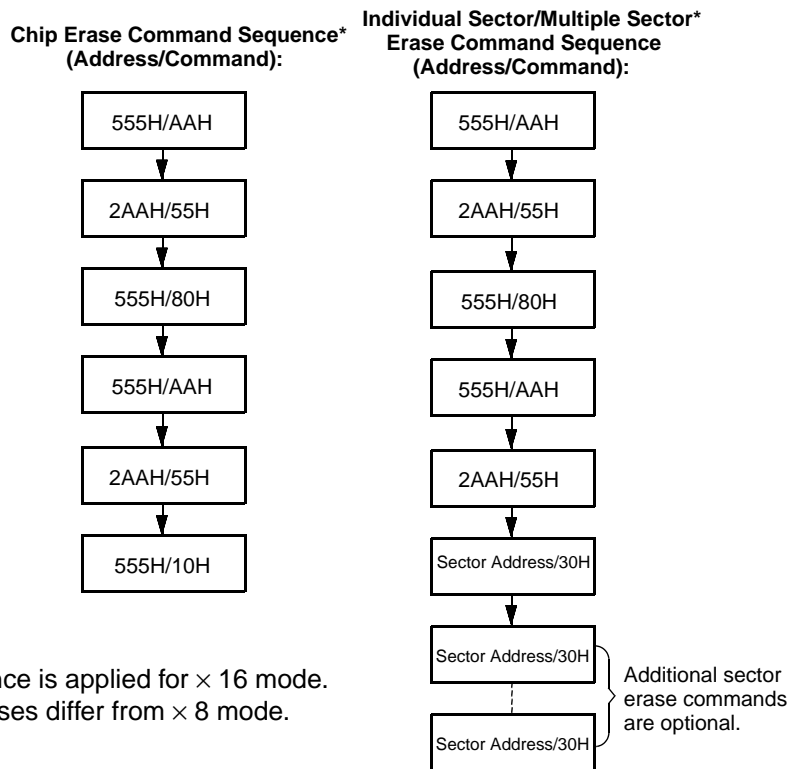 Chip Erase Command Sequence*
(Address/Command):
555H/AAH
2AAH/55H
555H/80H
555H/AAH
2AAH/55H
555H/10H
Individual Sector/Multiple Sector*
Erase Command Sequence
(Address/Command):
555H/AAH
2AAH/55H
555H/80H
555H/AAH
2AAH/55H
Sector Address/30H
Sector Address/30H
Sector Address/30H
Additional sector
erase commands
are optional.
is applied for × 16 mode.
differ from × 8 mode.